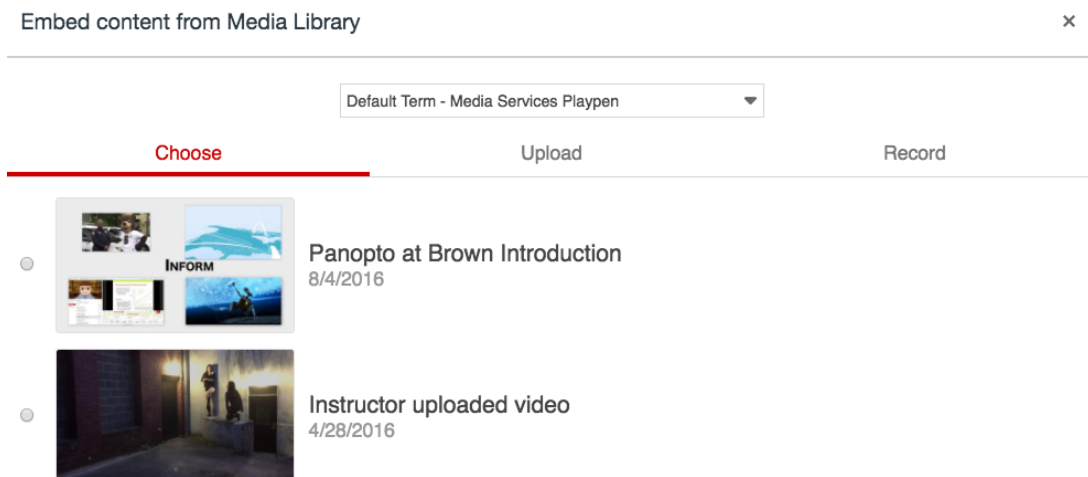 Embed content from Media Library
×
Default Term - Media Services Playpen
Choose Upload Record
INFORM
Panopto at Brown Introduction
8/4/2016
Instructor uploaded video
4/28/2016